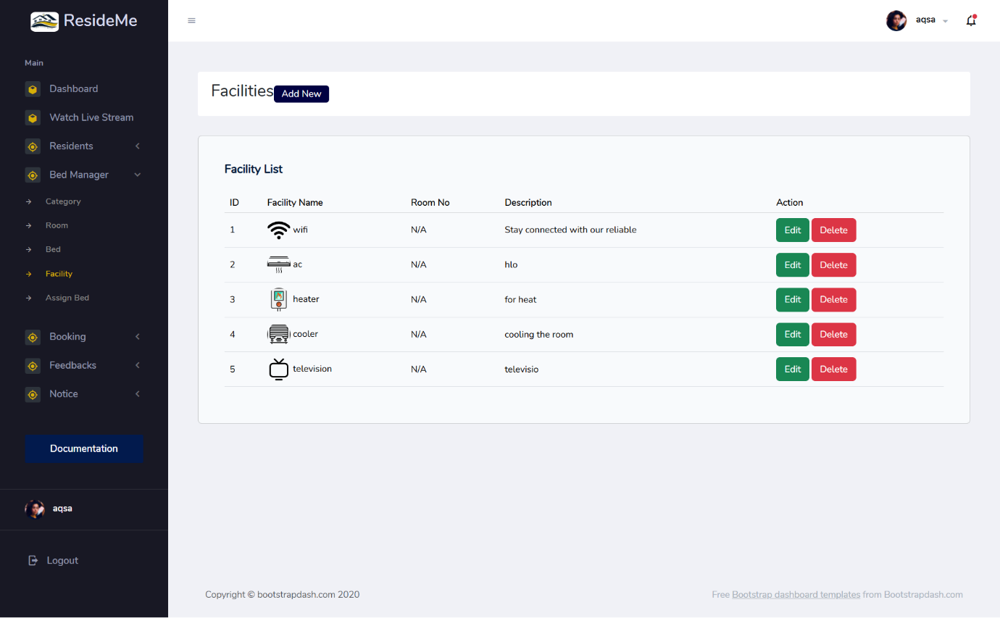 ResideMe
aqsa
Main
Dashboard
Watch Live Stream
Residents
Bed Manager
Category
Room
Bed
Facility
Assign Bed
Booking
Feedbacks
Notice
Documentation
aqsa
Logout
Facilities Add New
Facility List
ID Facility Name Room No Description Action
1 wifi N/A Stay connected with our reliable Edit Delete
2 ac N/A hlo Edit Delete
3 heater N/A for heat Edit Delete
4 cooler N/A cooling the room Edit Delete
5 television N/A televisio Edit Delete
Copyright © bootstrapdash.com 2020
Free Bootstrap dashboard templates from Bootstrapdash.com